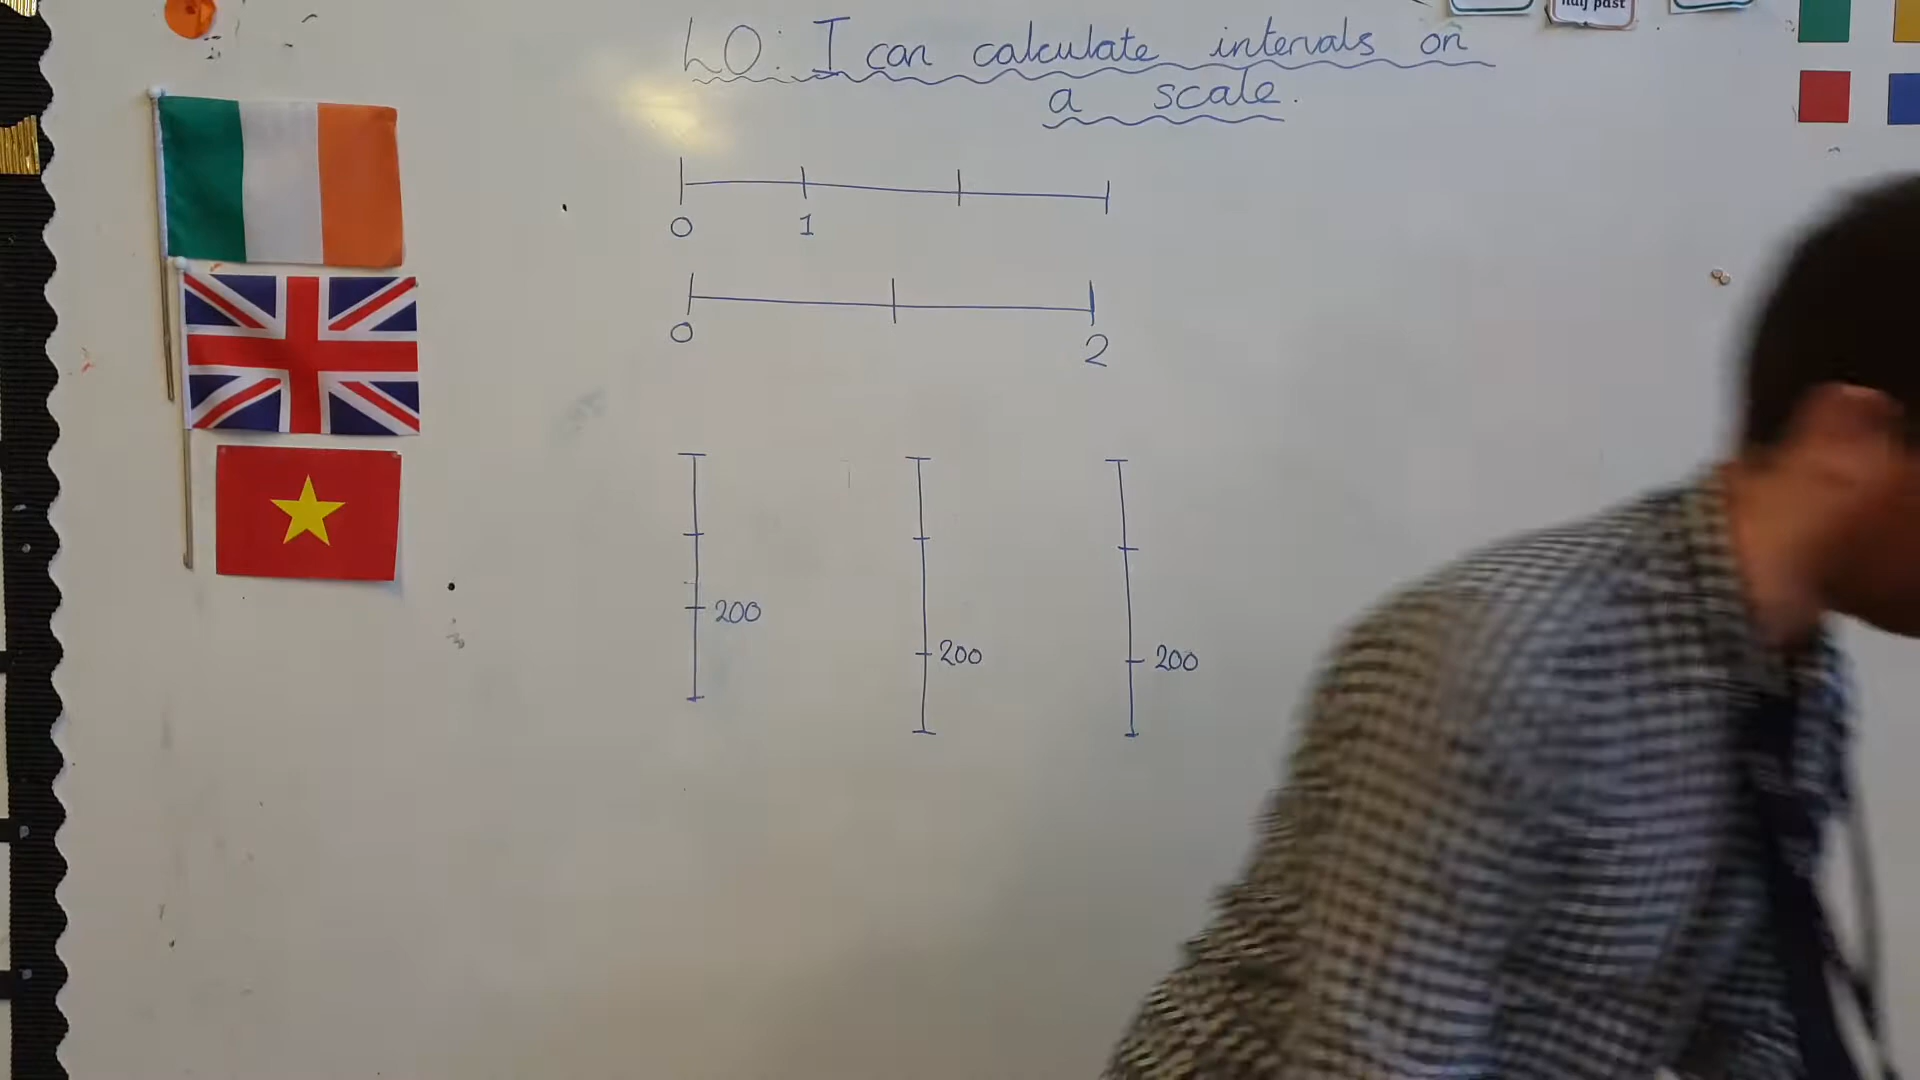 half past
LO: I can calculate intervals on
a scale.
0 1
0 2
200 200 200